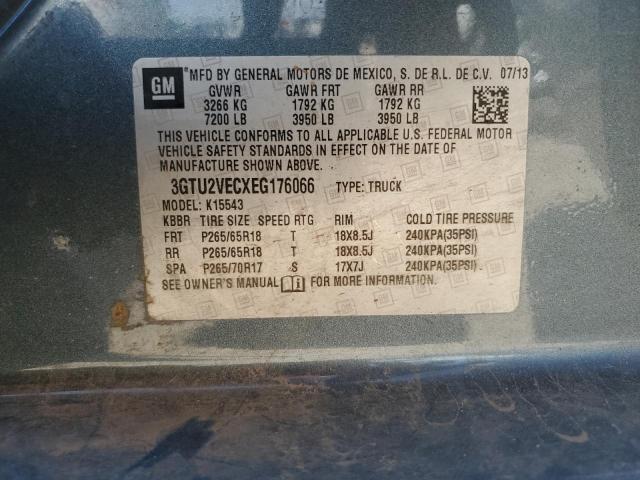 GM MFD BY GENERAL MOTORS DE MEXICO, S. DE R.L. DE C.V. 07/13
GVWR GAWR FRT GAWR RR
3266 KG 1792 KG 1792 KG
7200 LB 3950 LB 3950 LB
THIS VEHICLE CONFORMS TO ALL APPLICABLE U.S. FEDERAL MOTOR
VEHICLE SAFETY STANDARDS IN EFFECT ON THE DATE OF
MANUFACTURE SHOWN ABOVE.
3GTU2VECXEG176066 TYPE: TRUCK
MODEL: K15543
KBBR TIRE SIZE SPEED RTG RIM COLD TIRE PRESSURE
FRT P265/65R18 T 18X8.5J 240KPA(35PSI)
RR P265/65R18 T 18X8.5J 240KPA(35PSI)
SPA P265/70R17 S 17X7J 240KPA(35PSI)
SEE OWNER'S MANUAL FOR MORE INFORMATION.